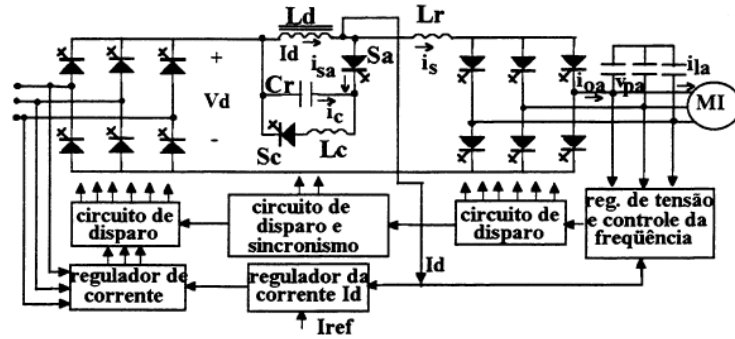 Ld
Lr
+
Id
Sa
isa
is
Cr
Vd
ic
-
Sc
Lc
ioa
vpa
ila
MI
circuito de
disparo
circuito de
disparo e
sincronismo
circuito de
disparo
reg. de tensão
e controle da
freqüência
Id
regulador de
corrente
regulador da
corrente Id
Iref